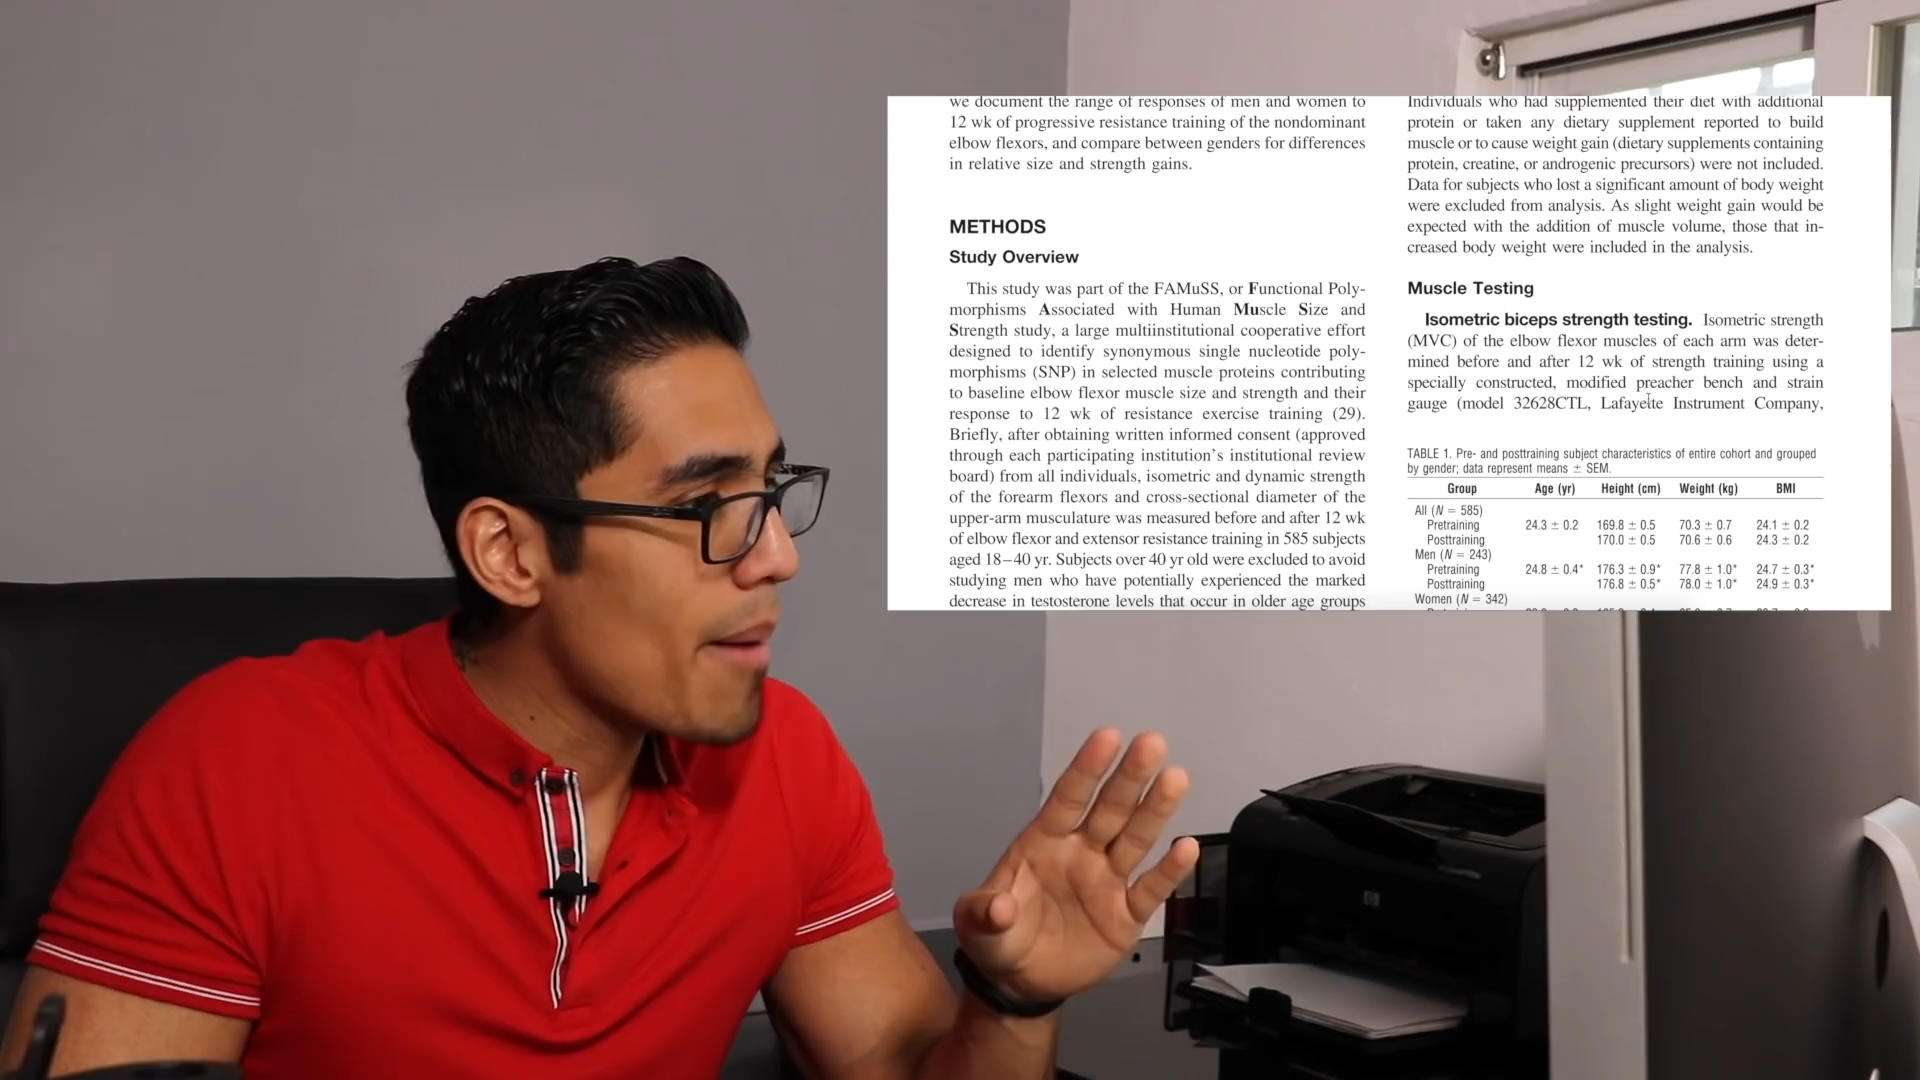 we document the range of responses of men and women to
12 wk of progressive resistance training of the nondominant
elbow flexors, and compare between genders for differences
in relative size and strength gains.
METHODS
Study Overview
This study was part of the FAMuSS, or Functional Poly-
morphisms Associated with Human Muscle Size and
Strength study, a large multiinstitutional cooperative effort
designed to identify synonymous single nucleotide poly-
morphisms (SNP) in selected muscle proteins contributing
to baseline elbow flexor muscle size and strength and their
response to 12 wk of resistance exercise training (29).
Briefly, after obtaining written informed consent (approved
through each participating institution's institutional review
board) from all individuals, isometric and dynamic strength
of the forearm flexors and cross-sectional diameter of the
upper-arm musculature was measured before and after 12 wk
of elbow flexor and extensor resistance training in 585 subjects
aged 18–40 yr. Subjects over 40 yr old were excluded to avoid
studying men who have potentially experienced the marked
decrease in testosterone levels that occur in older age groups
Individuals who had supplemented their diet with additional
protein or taken any dietary supplement reported to build
muscle or to cause weight gain (dietary supplements containing
protein, creatine, or androgenic precursors) were not included.
Data for subjects who lost a significant amount of body weight
were excluded from analysis. As slight weight gain would be
expected with the addition of muscle volume, those that in-
creased body weight were included in the analysis.
Muscle Testing
Isometric biceps strength testing. Isometric strength
(MVC) of the elbow flexor muscles of each arm was deter-
mined before and after 12 wk of strength training using a
specially constructed, modified preacher bench and strain
gauge (model 32628CTL, Lafayette Instrument Company,
TABLE 1. Pre- and posttraining subject characteristics of entire cohort and grouped
by gender; data represent means ± SEM.
Group Age (yr) Height (cm) Weight (kg) BMI
All (N = 585)
Pretraining 24.3 ± 0.2 169.8 ± 0.5 70.3 ± 0.7 24.1 ± 0.2
Posttraining 170.0 ± 0.5 70.6 ± 0.6 24.3 ± 0.2
Men (N = 243)
Pretraining 24.8 ± 0.4* 176.3 ± 0.9* 77.8 ± 1.0* 24.7 ± 0.3*
Posttraining 176.8 ± 0.5* 78.0 ± 1.0* 24.9 ± 0.3*
Women (N = 342)
hp